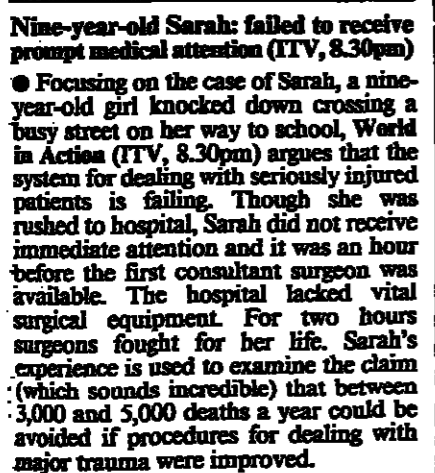 Nine-year-old Sarah: failed to receive
prompt medical attention (ITV, 8.30pm)
● Focusing on the case of Sarah, a nine-
year-old girl knocked down crossing a
busy street on her way to school, World
in Action (ITV, 8.30pm) argues that the
system for dealing with seriously injured
patients is failing. Though she was
rushed to hospital, Sarah did not receive
immediate attention and it was an hour
before the first consultant surgeon was
available. The hospital lacked vital
surgical equipment. For two hours
surgeons fought for her life. Sarah's
experience is used to examine the claim
(which sounds incredible) that between
3,000 and 5,000 deaths a year could be
avoided if procedures for dealing with
major trauma were improved.